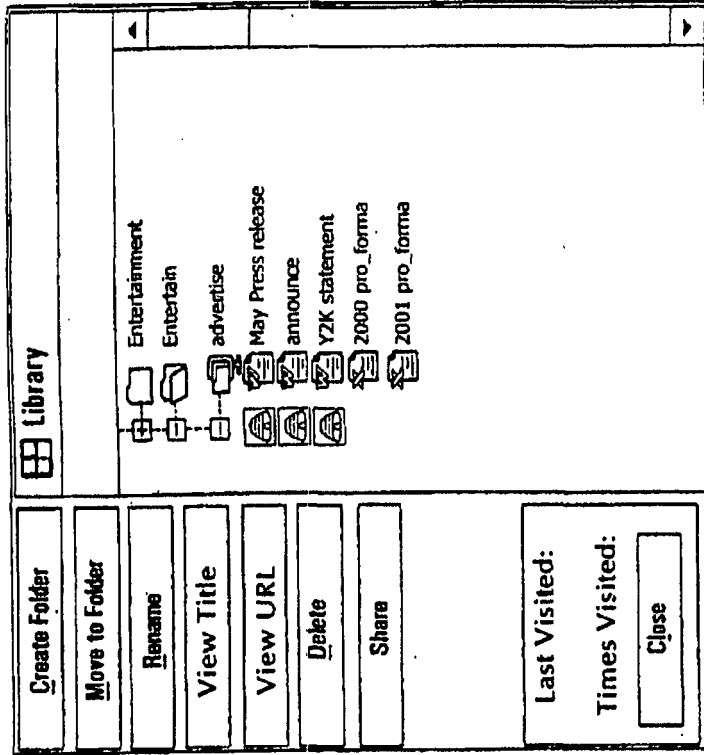 Library
Create Folder
Move to Folder
Rename
View Title
View URL
Delete
Share
Last Visited:
Times Visited:
Close
Entertainment
Entertain
advertise
May Press release
announce
Y2K statement
2000 pro_forma
2001 pro_forma